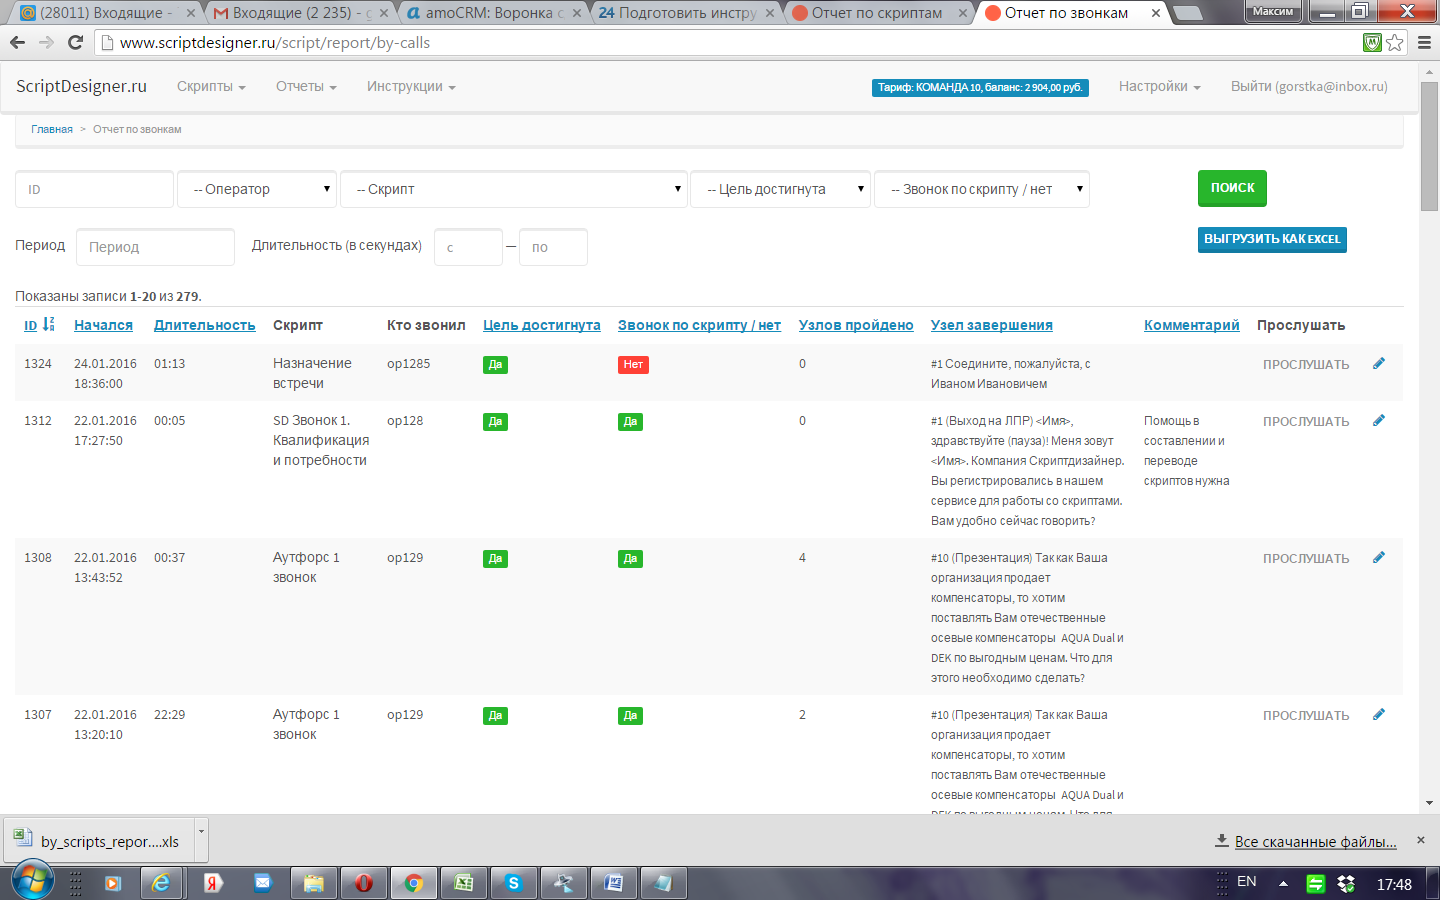 (28011) Входящие -
Входящие (2 235) - g
amoCRM: Воронка с
24 Подготовить инстру
Отчет по скриптам
Отчет по звонкам
Максим
www.scriptdesigner.ru/script/report/by-calls
ScriptDesigner.ru
Скрипты
Отчеты
Инструкции
Тариф: КОМАНДА 10, баланс: 2 904,00 руб.
Настройки
Выйти (gorstka@inbox.ru)
Главная > Отчет по звонкам
ID
-- Оператор
-- Скрипт
-- Цель достигнута
-- Звонок по скрипту / нет
ПОИСК
Период
Период
Длительность (в секундах)
с
—
по
ВЫГРУЗИТЬ КАК EXCEL
Показаны записи 1-20 из 279.
ID Начался Длительность Скрипт Кто звонил Цель достигнута Звонок по скрипту / нет Узлов пройдено Узел завершения Комментарий Прослушать
1324 24.01.2016 01:13 Назначение op1285 Да Нет 0 #1 Соедините, пожалуйста, с ПРОСЛУШАТЬ
18:36:00 встречи Иваном Ивановичем
1312 22.01.2016 00:05 SD Звонок 1. op128 Да Да 0 #1 (Выход на ЛПР) <Имя>, Помощь в ПРОСЛУШАТЬ
17:27:50 Квалификация здравствуйте (пауза)! Меня зовут составлении и
и потребности <Имя>. Компания Скриптдизайнер. переводе
Вы регистрировались в нашем скриптов нужна
сервисе для работы со скриптами.
Вам удобно сейчас говорить?
1308 22.01.2016 00:37 Аутфорс 1 op129 Да Да 4 #10 (Презентация) Так как Ваша ПРОСЛУШАТЬ
13:43:52 звонок организация продает
компенсаторы, то хотим
поставлять Вам отечественные
осевые компенсаторы AQUA Dual и
DEK по выгодным ценам. Что для
этого необходимо сделать?
1307 22.01.2016 22:29 Аутфорс 1 op129 Да Да 2 #10 (Презентация) Так как Ваша ПРОСЛУШАТЬ
13:20:10 звонок организация продает
компенсаторы, то хотим
поставлять Вам отечественные
осевые компенсаторы AQUA Dual и
DEK по выгодным ценам. Что для
by_scripts_repor....xls
Все скачанные файлы...
EN
17:48